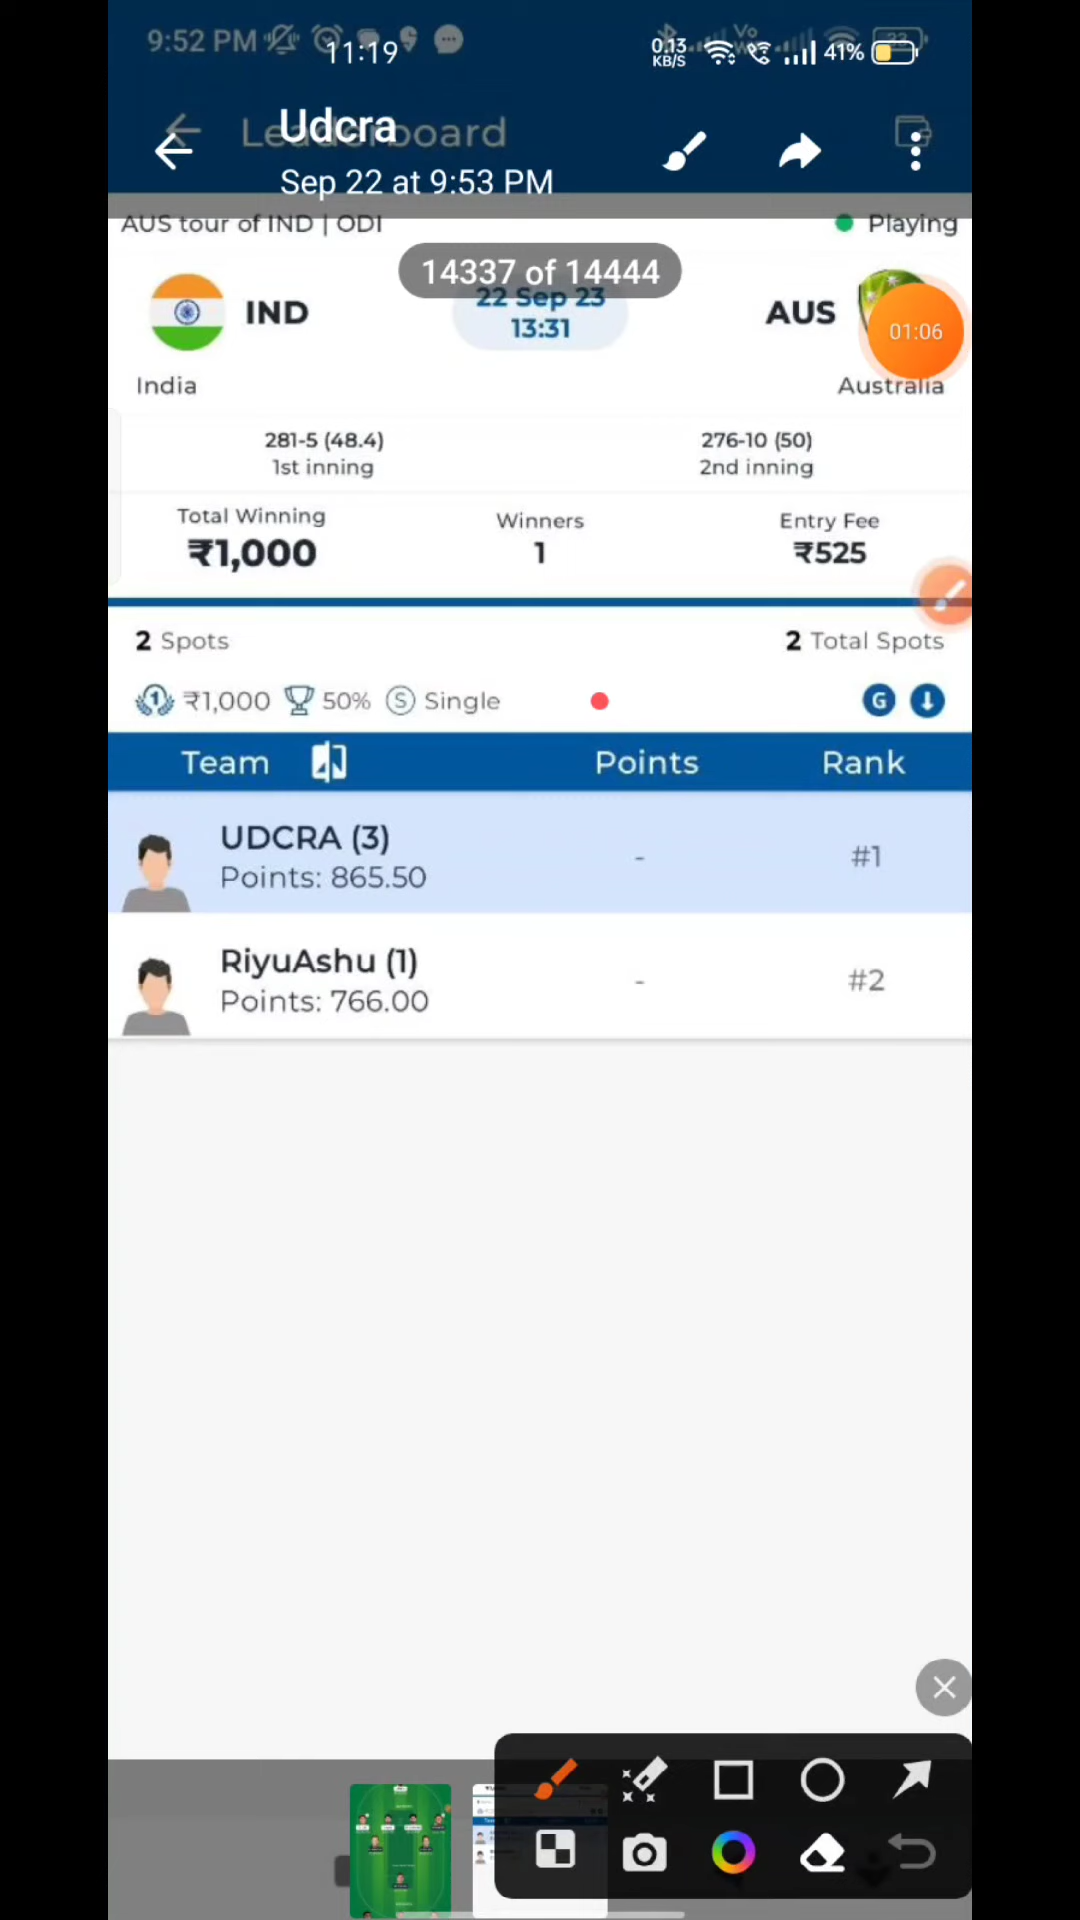 9:52 PM
11:19
0.13
KB/S
Vo
41%
Leaderboard
Udcra
Sep 22 at 9:53 PM
AUS tour of IND | ODI
Playing
14337 of 14444
22 Sep 23
13:31
IND
AUS
01:06
India
Australia
281-5 (48.4)
1st inning
276-10 (50)
2nd inning
Total Winning
₹1,000
Winners
1
Entry Fee
₹525
2 Spots
2 Total Spots
1 ₹1,000 50% S Single
G
Team
Points
Rank
UDCRA (3)
Points: 865.50
-
#1
RiyuAshu (1)
Points: 766.00
-
#2